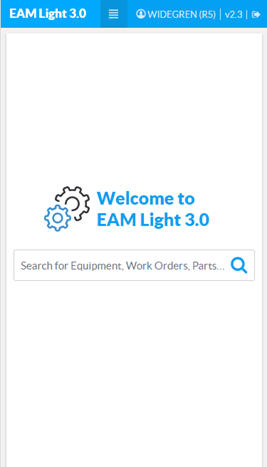 EAM Light 3.0
WIDEGREN (R5) | v2.3 |
Welcome to
EAM Light 3.0
Search for Equipment, Work Orders, Parts...